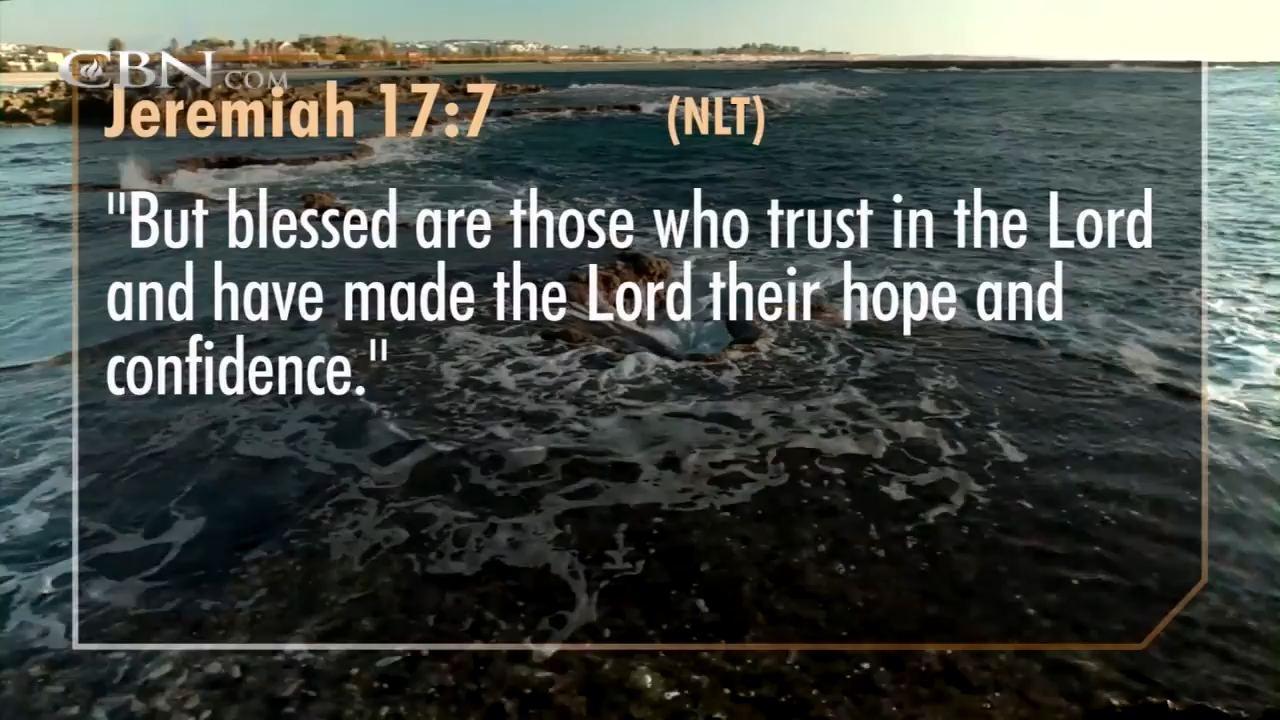 CBN.COM
Jeremiah 17:7 (NLT)
"But blessed are those who trust in the Lord
and have made the Lord their hope and
confidence."